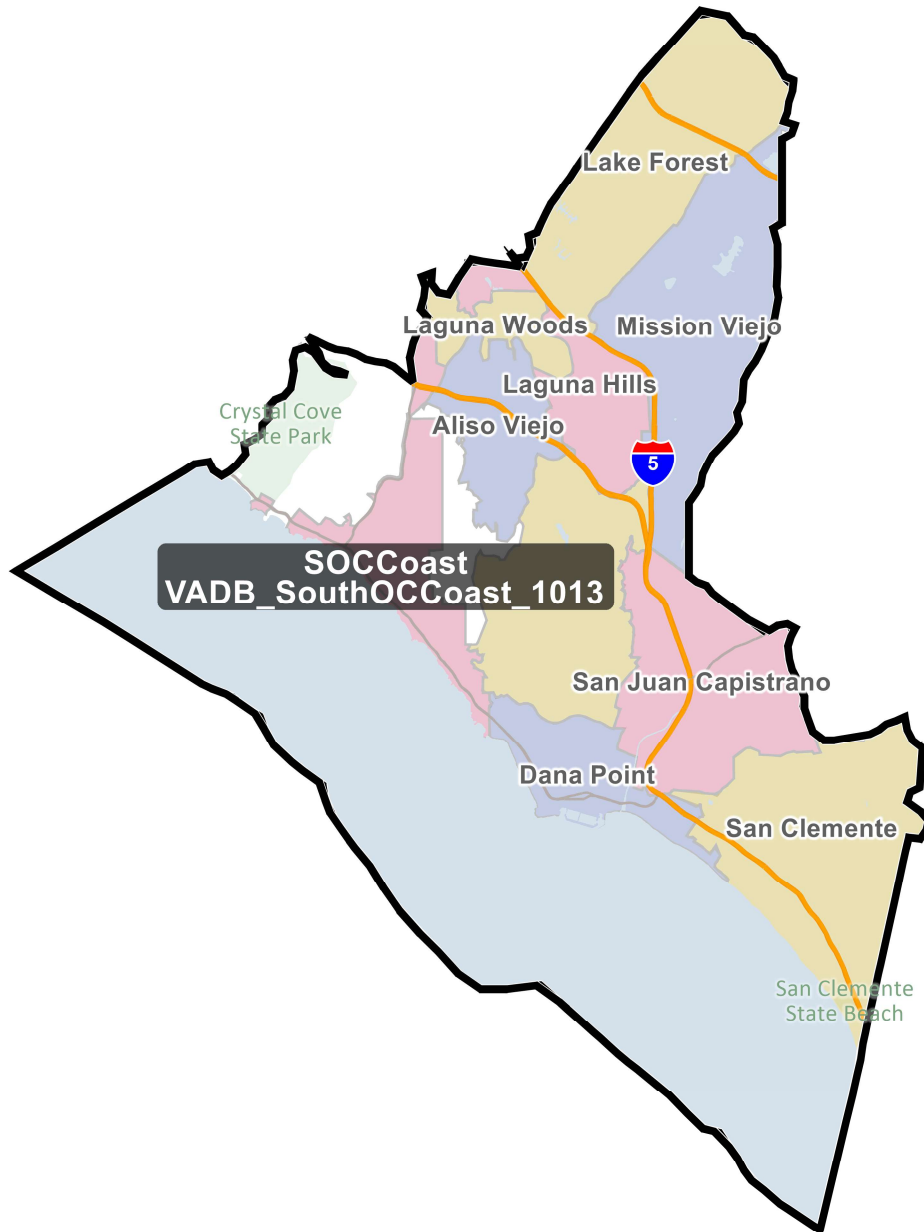 Lake Forest
Laguna Woods
Mission Viejo
Laguna Hills
Crystal Cove
State Park
Aliso Viejo
5
SOCCoast
VADB_SouthOCCoast_1013
San Juan Capistrano
Dana Point
San Clemente
San Clemente
State Beach